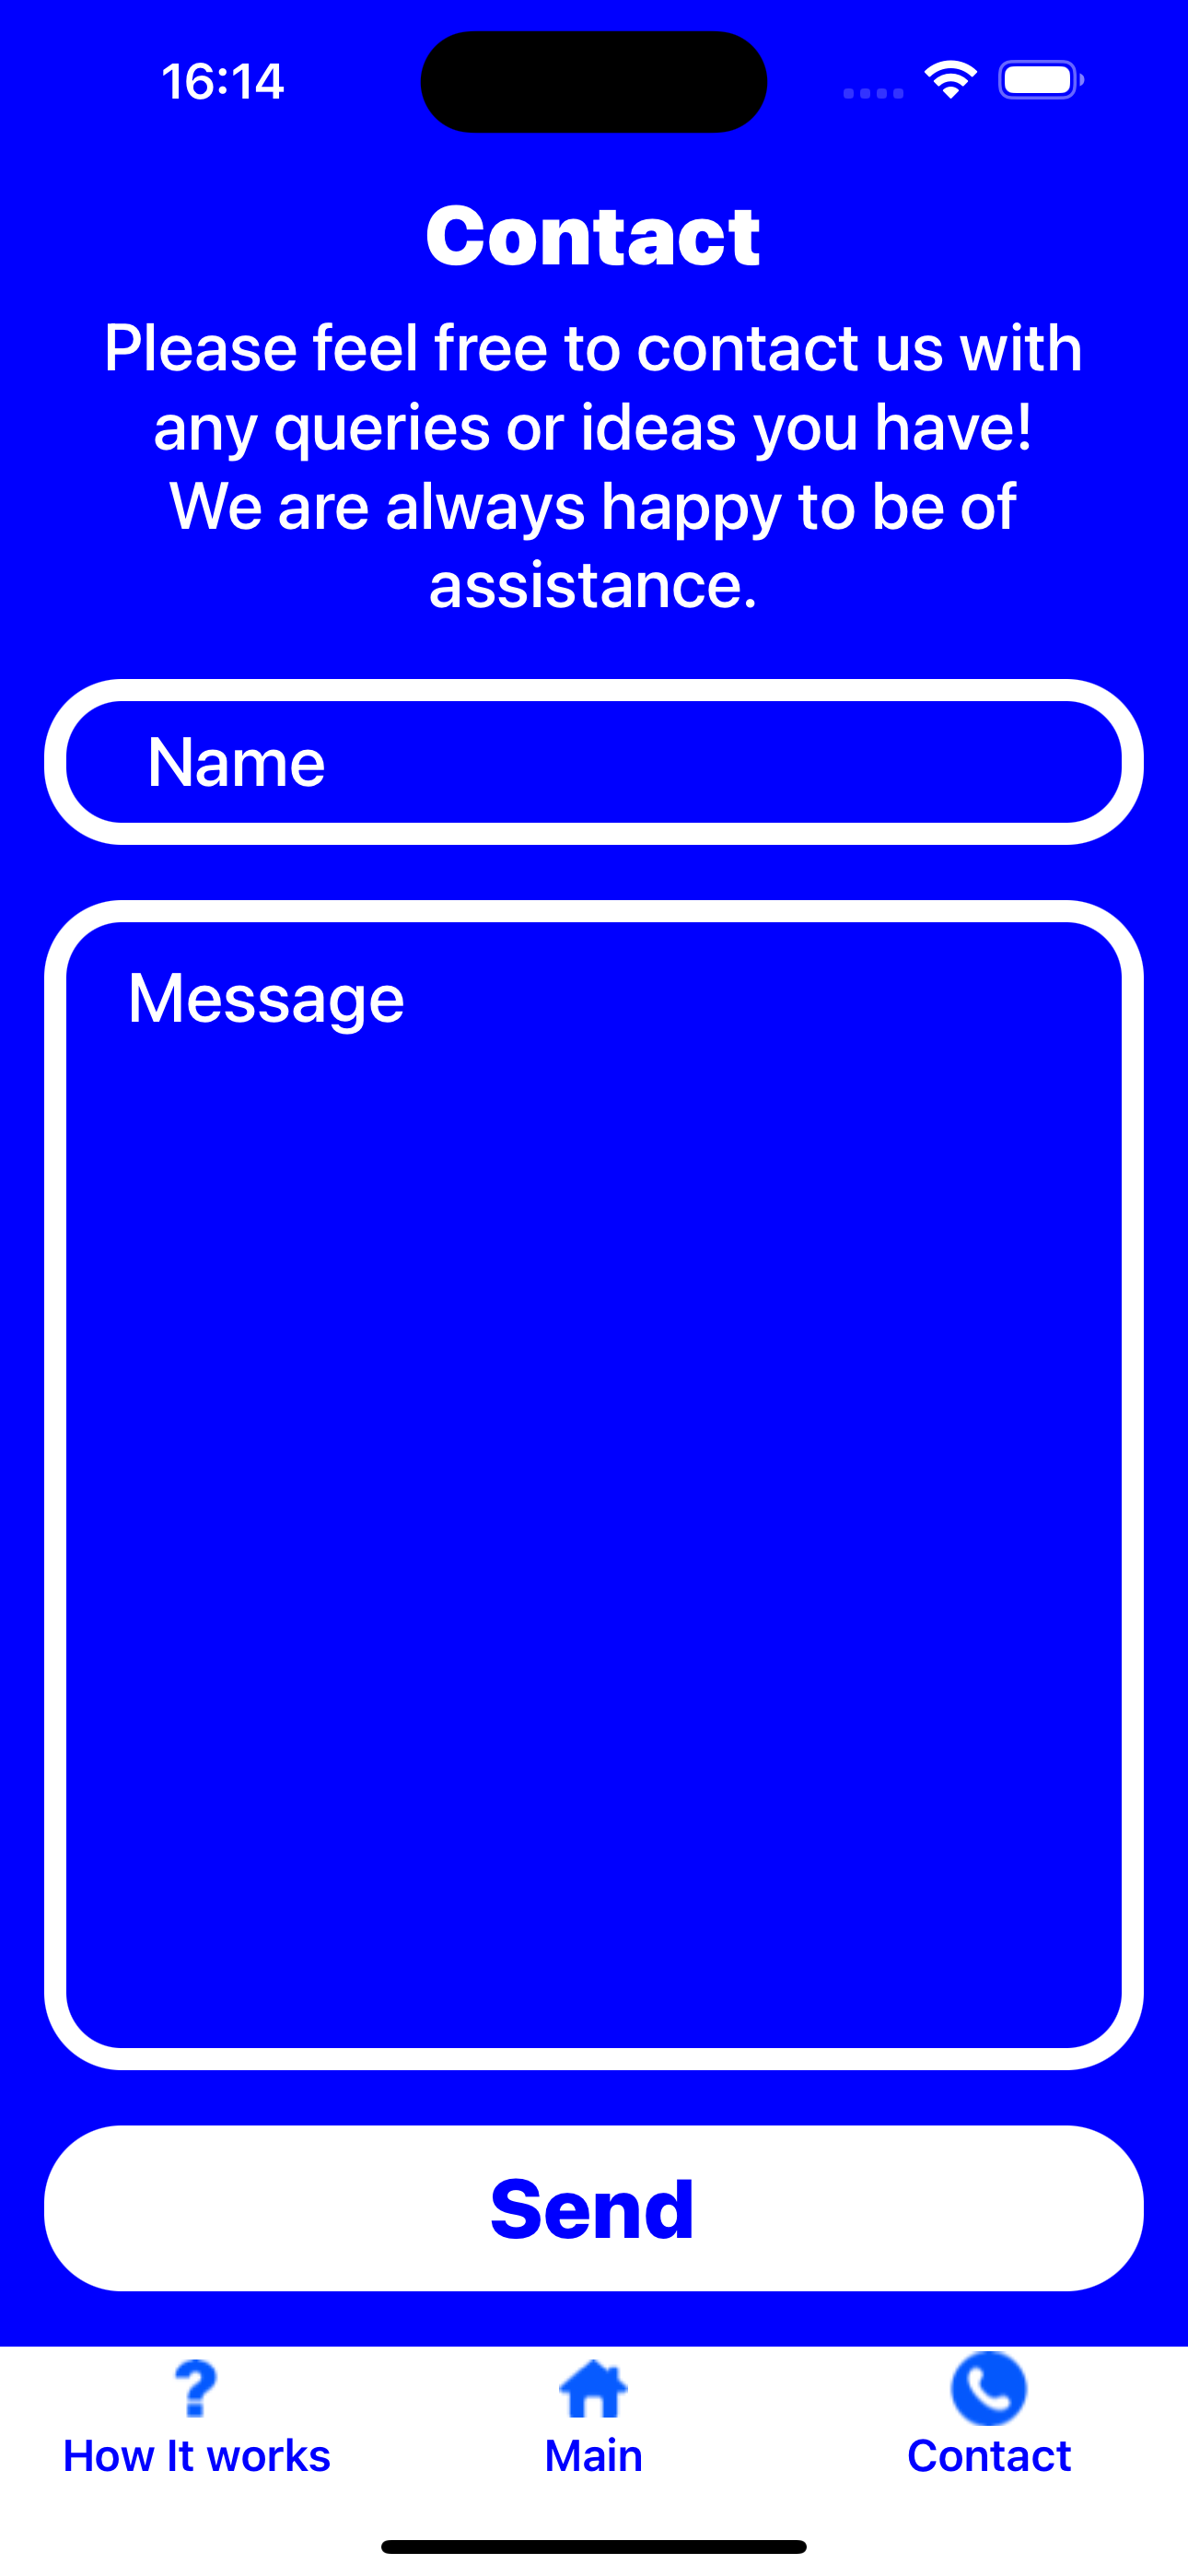 16:14
Contact
Please feel free to contact us with
any queries or ideas you have!
We are always happy to be of
assistance.
Name
Message
Send
How It works
Main
Contact